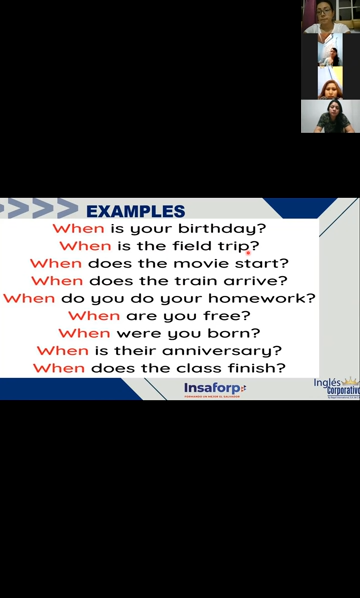 EXAMPLES
When is your birthday?
When is the field trip?
When does the movie start?
When does the train arrive?
When do you do your homework?
When are you free?
When were you born?
When is their anniversary?
When does the class finish?
Insaforp
Inglés
Corporativo